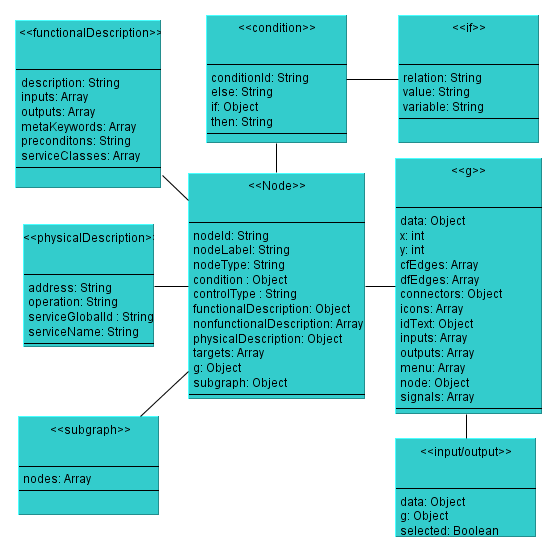 <<functionalDescription>>
description: String
inputs: Array
outputs: Array
metaKeywords: Array
preconditons: String
serviceClasses: Array
<<condition>>
conditionId: String
else: String
if: Object
then: String
<<if>>
relation: String
value: String
variable: String
<<physicalDescription>
address: String
operation: String
serviceGlobalId : String
serviceName: String
<<Node>>
nodeId: String
nodeLabel: String
nodeType: String
condition : Object
controlType : String
functionalDescription: Object
nonfunctionalDescription: Array
physicalDescription: Object
targets: Array
g: Object
subgraph: Object
<<g>>
data: Object
x: int
y: int
cfEdges: Array
dfEdges: Array
connectors: Object
icons: Array
idText: Object
inputs: Array
outputs: Array
menu: Array
node: Object
signals: Array
<<subgraph>>
nodes: Array
<<input/output>>
data: Object
g: Object
selected: Boolean